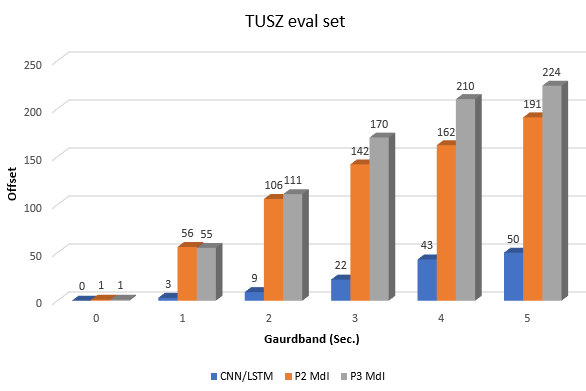 TUSZ eval set
250
200
150
100
50
0
Offset
0 1 1
3 56 55
9 106 111
22 142 170
43 162 210
50 191 224
0 1 2 3 4 5
Gaurdband (Sec.)
CNN/LSTM P2 Mdl P3 Mdl